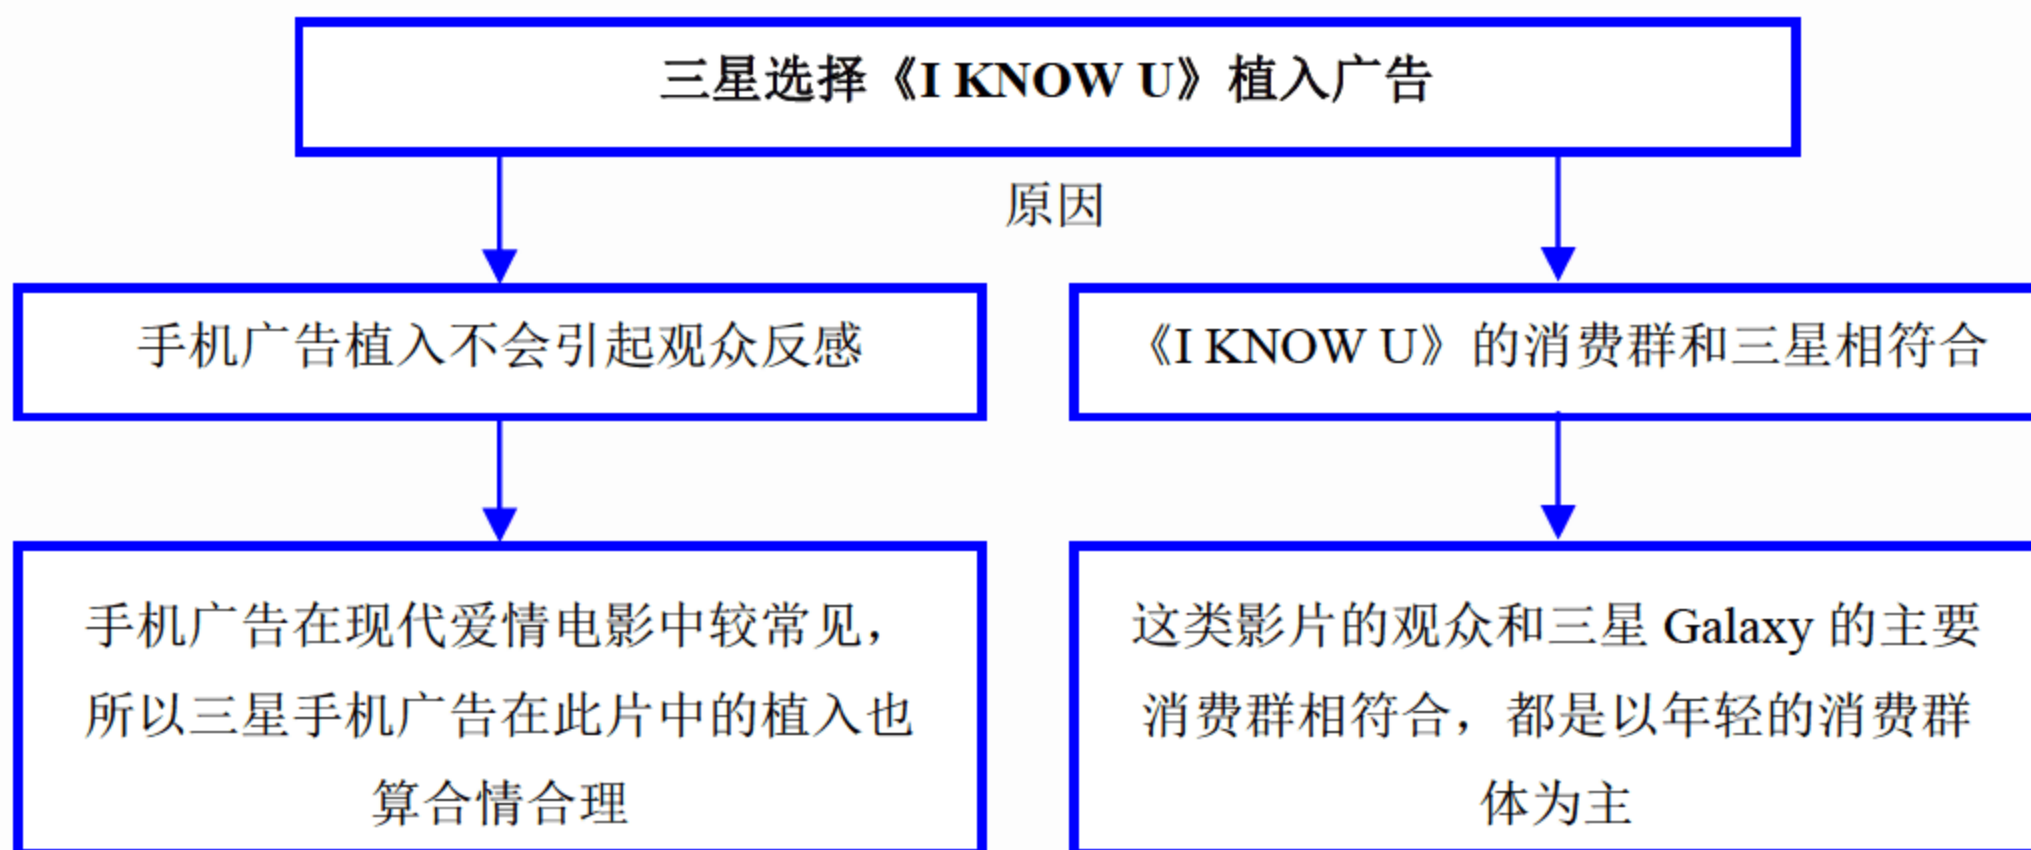 三星选择《I KNOW U》植入广告
原因
手机广告植入不会引起观众反感
《I KNOW U》的消费群和三星相符合
手机广告在现代爱情电影中较常见，
所以三星手机广告在此片中的植入也
算合情合理
这类影片的观众和三星 Galaxy 的主要
消费群相符合，都是以年轻的消费群
体为主